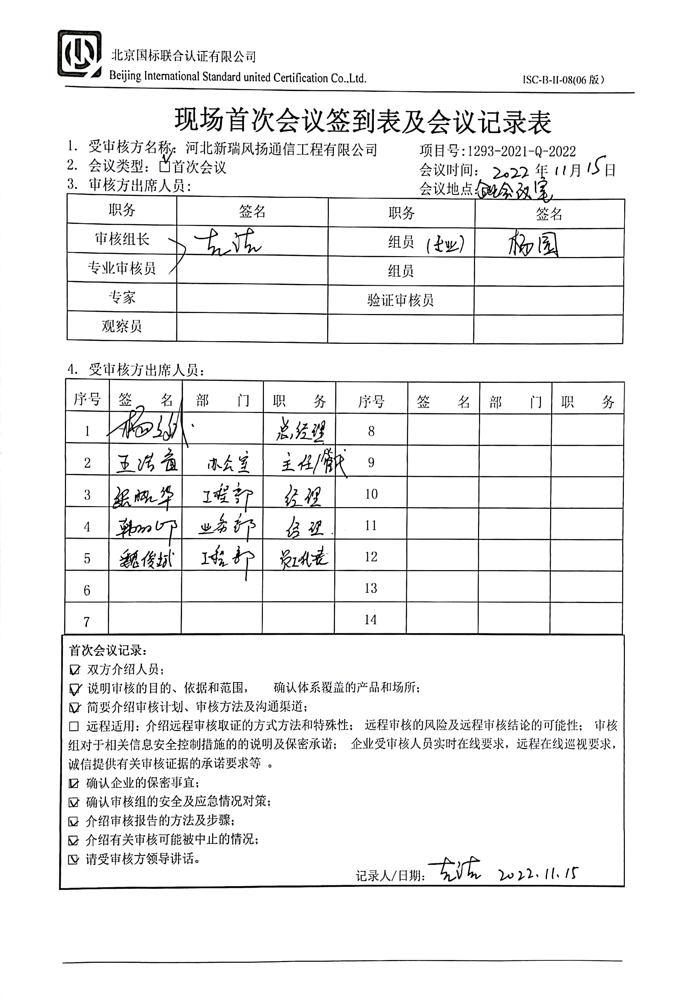 北京国标联合认证有限公司
Beijing International Standard united Certification Co.,Ltd.
ISC-B-II-08(06 版)
现场首次会议签到表及会议记录表
1. 受审核方名称：河北新瑞风扬通信工程有限公司 项目号:1293-2021-Q-2022
2. 会议类型：☑首次会议 会议时间：2022 年 11 月 15 日
3. 审核方出席人员： 会议地点:企业会议室
职务 签名 职务 签名
审核组长 组员 (专业) 杨园
专业审核员 组员
专家 验证审核员
观察员
4. 受审核方出席人员：
序号 签 名 部 门 职 务 序号 签 名 部 门 职 务
1 总经理 8
2 王浩 办公室 主任/管代 9
3 张晓华 工程部 经理 10
4 韩 业务部 经理 11
5 魏俊斌 工程部 员工代表 12
6 13
7 14
首次会议记录：
☑ 双方介绍人员；
☑ 说明审核的目的、依据和范围， 确认体系覆盖的产品和场所；
☑ 简要介绍审核计划、审核方法及沟通渠道；
□ 远程适用：介绍远程审核取证的方式方法和特殊性； 远程审核的风险及远程审核结论的可能性； 审核
组对于相关信息安全控制措施的的说明及保密承诺； 企业受审核人员实时在线要求，远程在线巡视要求，
诚信提供有关审核证据的承诺要求等 。
☑ 确认企业的保密事宜；
☑ 确认审核组的安全及应急情况对策；
☑ 介绍审核报告的方法及步骤；
☑ 介绍有关审核可能被中止的情况；
☑ 请受审核方领导讲话。
记录人/日期： 2022.11.15